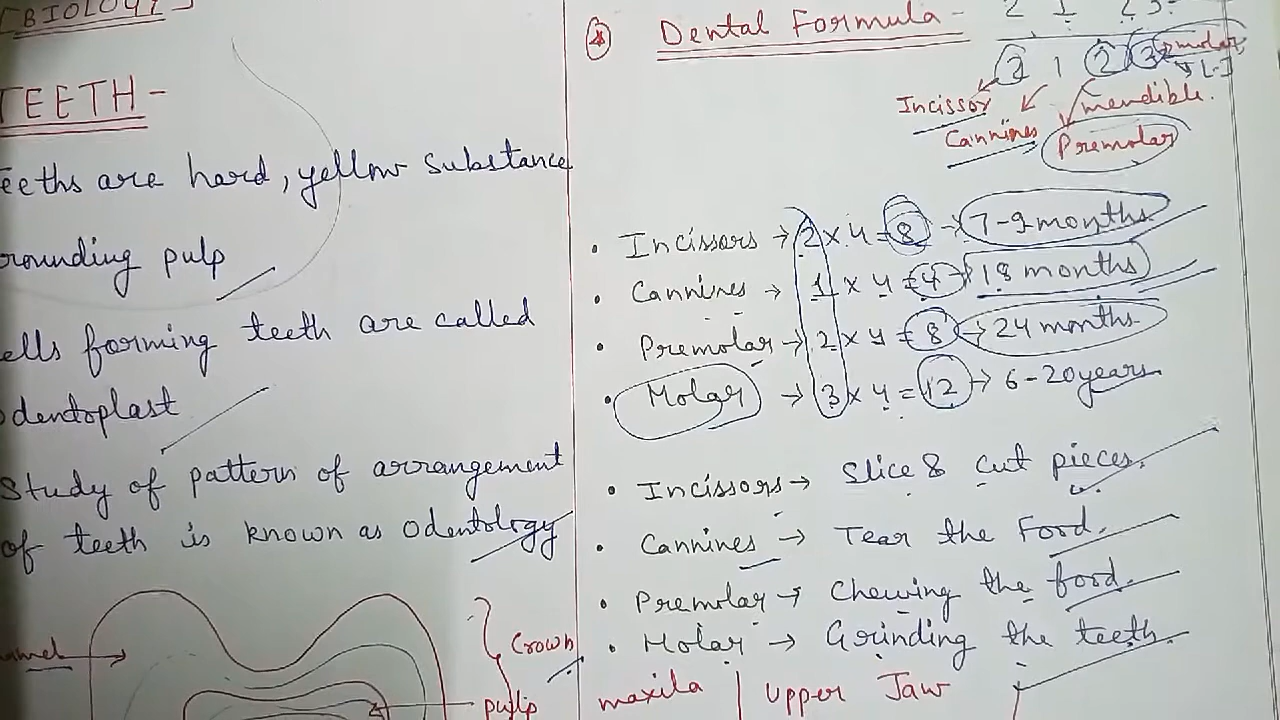 [BIOLOGY]
TEETH-
eeths are hard, yellow substance
rounding pulp
ells forming teeth are called
odentoplast
Study of pattern of arrangement
of teeth is known as Odentology
Crown
pulp
Dental Formula-
2 1 2 3
2 1 2 3 molar
Incissor
Cannines
mendible.
Premolar
• Incissors → 2 x 4 = 8 → 7-9 months
• Cannines → 1 x 4 = 4 → 18 months
• Premolar → 2 x 4 = 8 → 24 months
• Molar → 3 x 4 = 12 → 6-20 years
• Incissors → Slice & cut pieces.
• Cannines → Tear the Food.
• Premolar → Chewing the food.
• Molar → Grinding the teeth.
maxila | upper Jaw